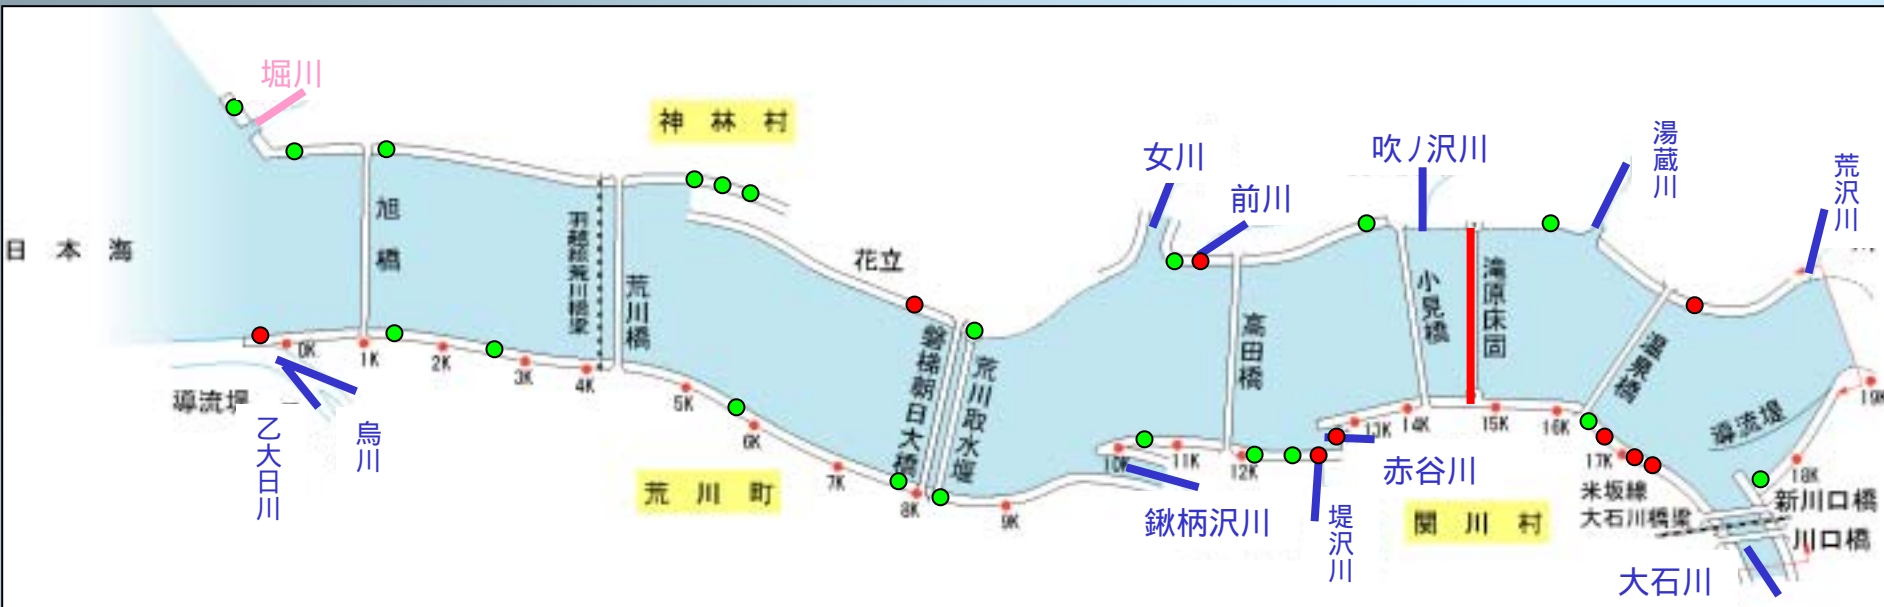 堀川
神林村
女川
前川
吹ノ沢川
湯蔵川
荒沢川
日本海
旭橋
羽越線荒川橋梁
荒川橋
花立
磐梯朝日大橋
荒川取水堰
高田橋
小見橋
滝原床固
温泉橋
導流堤
0K
1K
2K
3K
4K
5K
6K
7K
8K
9K
10K
11K
12K
13K
14K
15K
16K
17K
18K
19K
導流堤
乙大日川
烏川
荒川町
鍬柄沢川
堤沢川
赤谷川
関川村
米坂線
大石川橋梁
新川口橋
川口橋
大石川